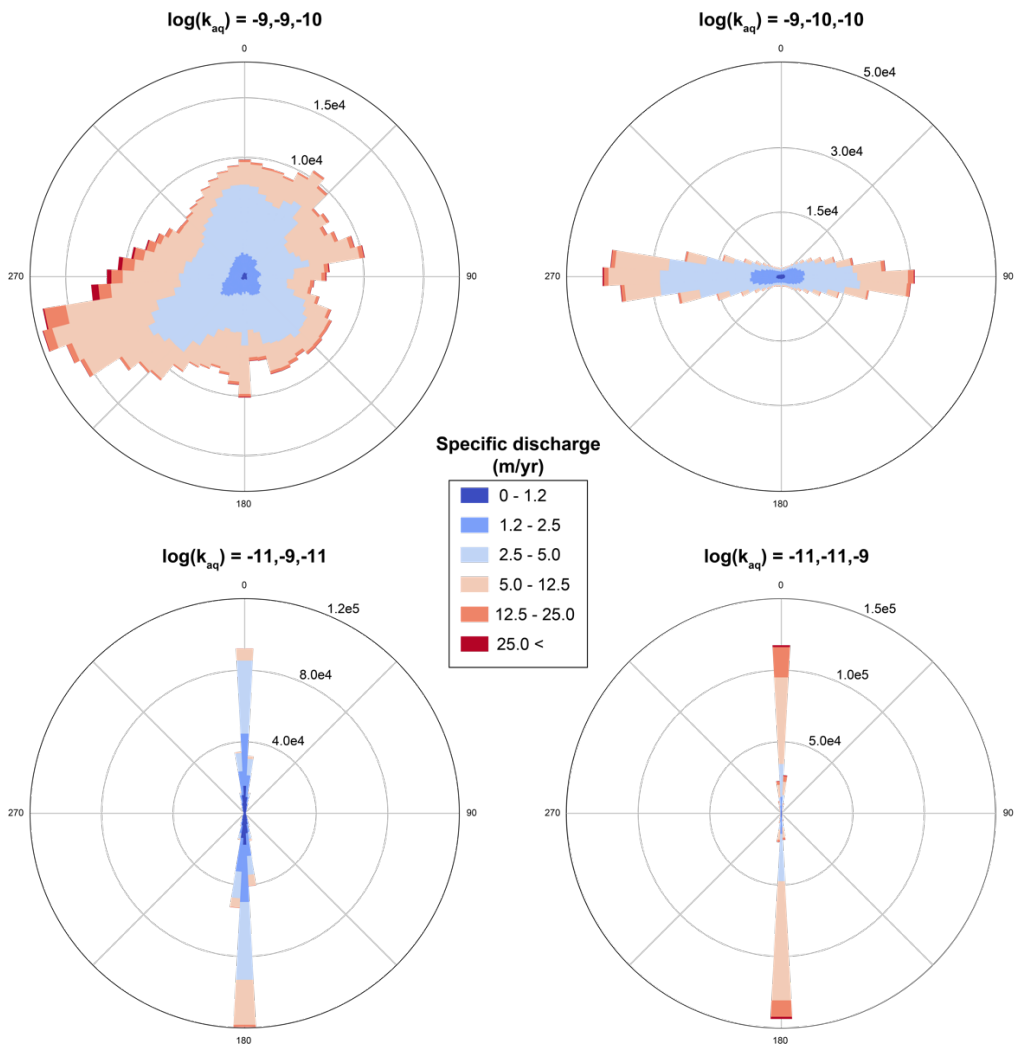 log(kaq) = -9,-9,-10
0
1.5e4
1.0e4
270
90
180
log(kaq) = -9,-10,-10
0
5.0e4
3.0e4
1.5e4
270
90
180
Specific discharge
(m/yr)
0 - 1.2
1.2 - 2.5
2.5 - 5.0
5.0 - 12.5
12.5 - 25.0
25.0 <
log(kaq) = -11,-9,-11
0
1.2e5
8.0e4
4.0e4
270
90
180
log(kaq) = -11,-11,-9
0
1.5e5
1.0e5
5.0e4
270
90
180